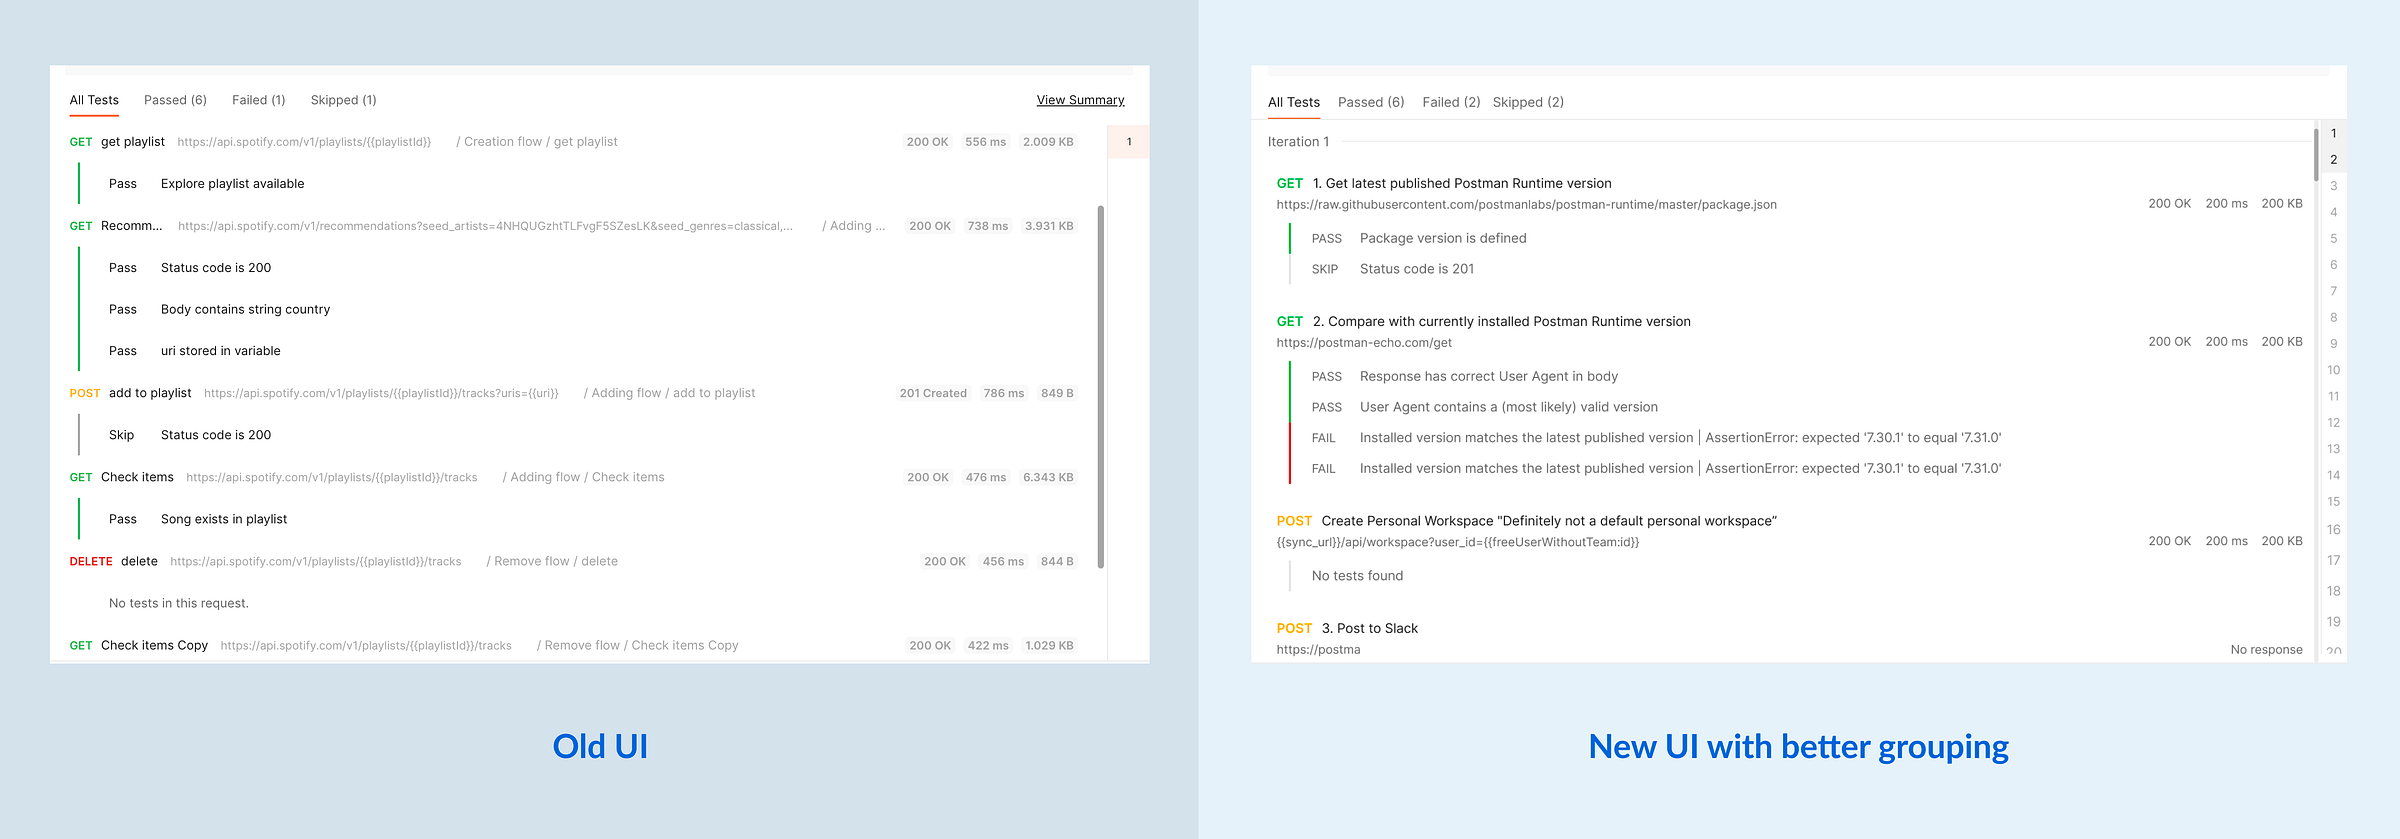 All Tests Passed (6) Failed (1) Skipped (1) View Summary
GET get playlist https://api.spotify.com/v1/playlists/{{playlistId}} / Creation flow / get playlist 200 OK 556 ms 2.009 KB 1
Pass Explore playlist available
GET Recomm... https://api.spotify.com/v1/recommendations?seed_artists=4NHQUGzhtTLFvgF5SZesLK&seed_genres=classical,... / Adding ... 200 OK 738 ms 3.931 KB
Pass Status code is 200
Pass Body contains string country
Pass uri stored in variable
POST add to playlist https://api.spotify.com/v1/playlists/{{playlistId}}/tracks?uris={{uri}} / Adding flow / add to playlist 201 Created 786 ms 849 B
Skip Status code is 200
GET Check items https://api.spotify.com/v1/playlists/{{playlistId}}/tracks / Adding flow / Check items 200 OK 476 ms 6.343 KB
Pass Song exists in playlist
DELETE delete https://api.spotify.com/v1/playlists/{{playlistId}}/tracks / Remove flow / delete 200 OK 456 ms 844 B
No tests in this request.
GET Check items Copy https://api.spotify.com/v1/playlists/{{playlistId}}/tracks / Remove flow / Check items Copy 200 OK 422 ms 1.029 KB
Old UI
All Tests Passed (6) Failed (2) Skipped (2)
Iteration 1
GET 1. Get latest published Postman Runtime version
https://raw.githubusercontent.com/postmanlabs/postman-runtime/master/package.json 200 OK 200 ms 200 KB
PASS Package version is defined
SKIP Status code is 201
GET 2. Compare with currently installed Postman Runtime version
https://postman-echo.com/get 200 OK 200 ms 200 KB
PASS Response has correct User Agent in body
PASS User Agent contains a (most likely) valid version
FAIL Installed version matches the latest published version | AssertionError: expected '7.30.1' to equal '7.31.0'
FAIL Installed version matches the latest published version | AssertionError: expected '7.30.1' to equal '7.31.0'
POST Create Personal Workspace "Definitely not a default personal workspace”
{{sync_url}}/api/workspace?user_id={{freeUserWithoutTeam:id}} 200 OK 200 ms 200 KB
No tests found
POST 3. Post to Slack
https://postma No response
1
2
3
4
5
6
7
8
9
10
11
12
13
14
15
16
17
18
19
20
New UI with better grouping